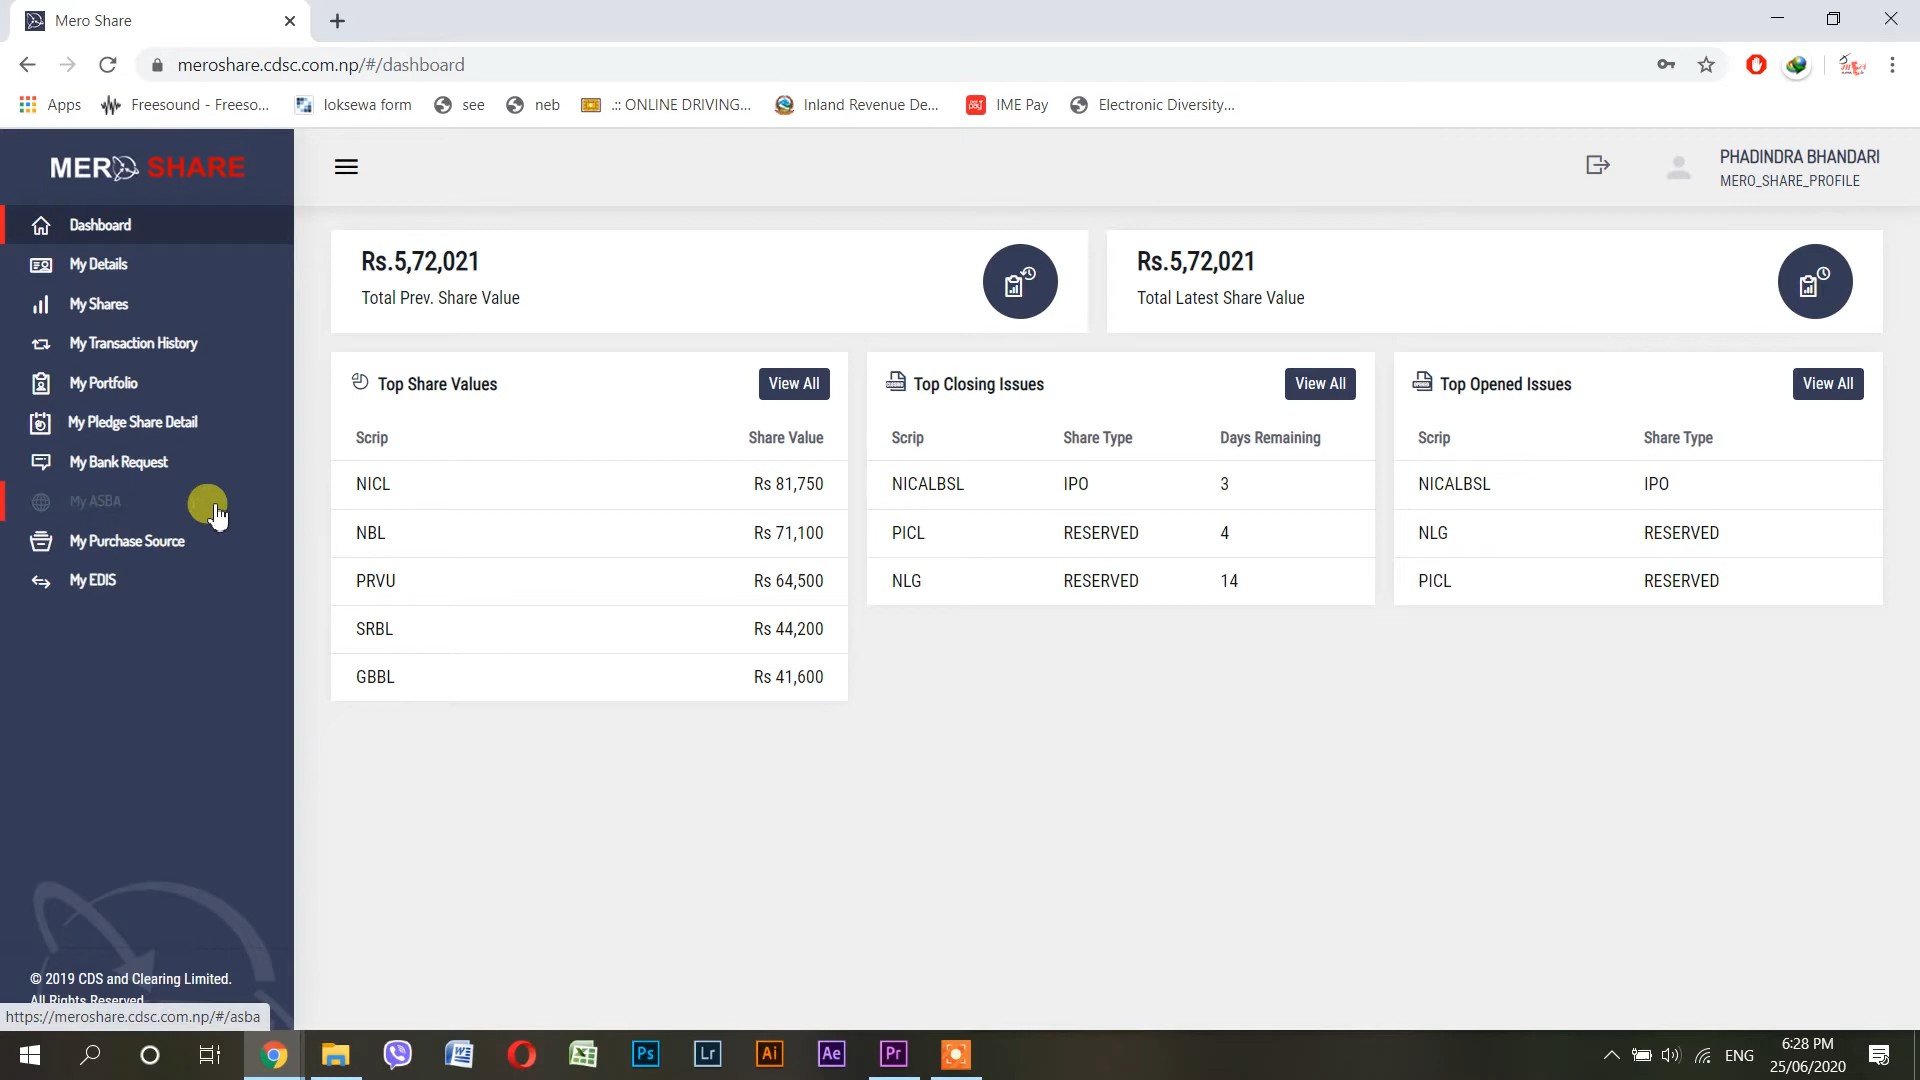 Mero Share
meroshare.cdsc.com.np/#/dashboard
Apps Freesound - Freeso... loksewa form see neb .:: ONLINE DRIVING... Inland Revenue De... IME Pay Electronic Diversity...
MERO SHARE
PHADINDRA BHANDARI
MERO_SHARE_PROFILE
Dashboard
My Details
My Shares
My Transaction History
My Portfolio
My Pledge Share Detail
My Bank Request
My ASBA
My Purchase Source
My EDIS
Rs.5,72,021
Total Prev. Share Value
Rs.5,72,021
Total Latest Share Value
Top Share Values View All
Scrip Share Value
NICL Rs 81,750
NBL Rs 71,100
PRVU Rs 64,500
SRBL Rs 44,200
GBBL Rs 41,600
Top Closing Issues View All
Scrip Share Type Days Remaining
NICALBSL IPO 3
PICL RESERVED 4
NLG RESERVED 14
Top Opened Issues View All
Scrip Share Type
NICALBSL IPO
NLG RESERVED
PICL RESERVED
© 2019 CDS and Clearing Limited.
All Rights Reserved
https://meroshare.cdsc.com.np/#/asba
Ps Lr Ai Ae Pr
ENG
6:28 PM
25/06/2020